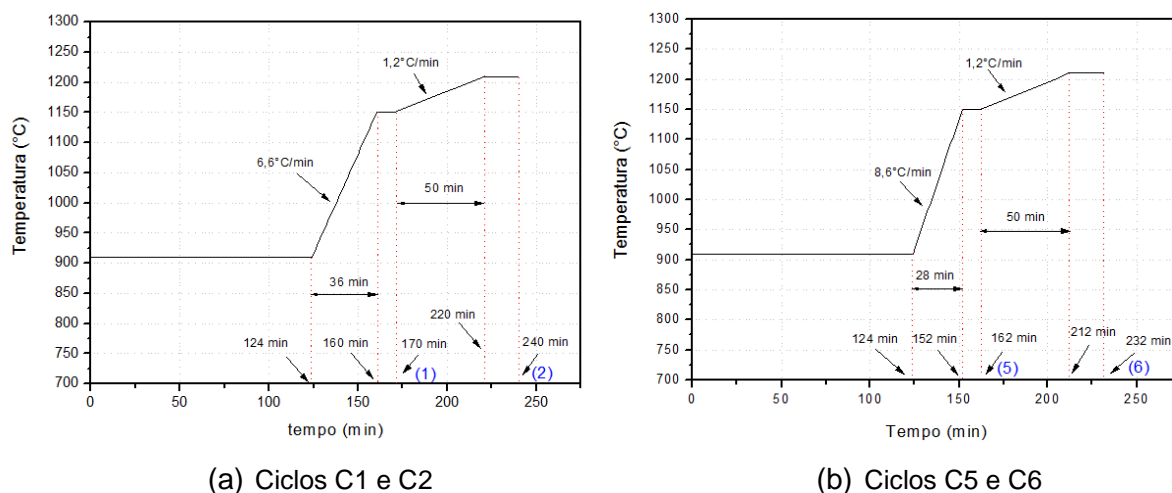 1300
1250
1200
1150
1100
1050
1000
950
900
850
800
750
700
Temperatura (°C)
1,2°C/min
6,6°C/min
50 min
36 min
220 min
124 min
160 min
170 min
240 min
(1)
(2)
0
50
100
150
200
250
tempo (min)
(a) Ciclos C1 e C2
1300
1250
1200
1150
1100
1050
1000
950
900
850
800
750
700
Temperatura (°C)
1,2°C/min
8,6°C/min
50 min
28 min
124 min
152 min
162 min
212 min
232 min
(5)
(6)
0
50
100
150
200
250
Tempo (min)
(b) Ciclos C5 e C6